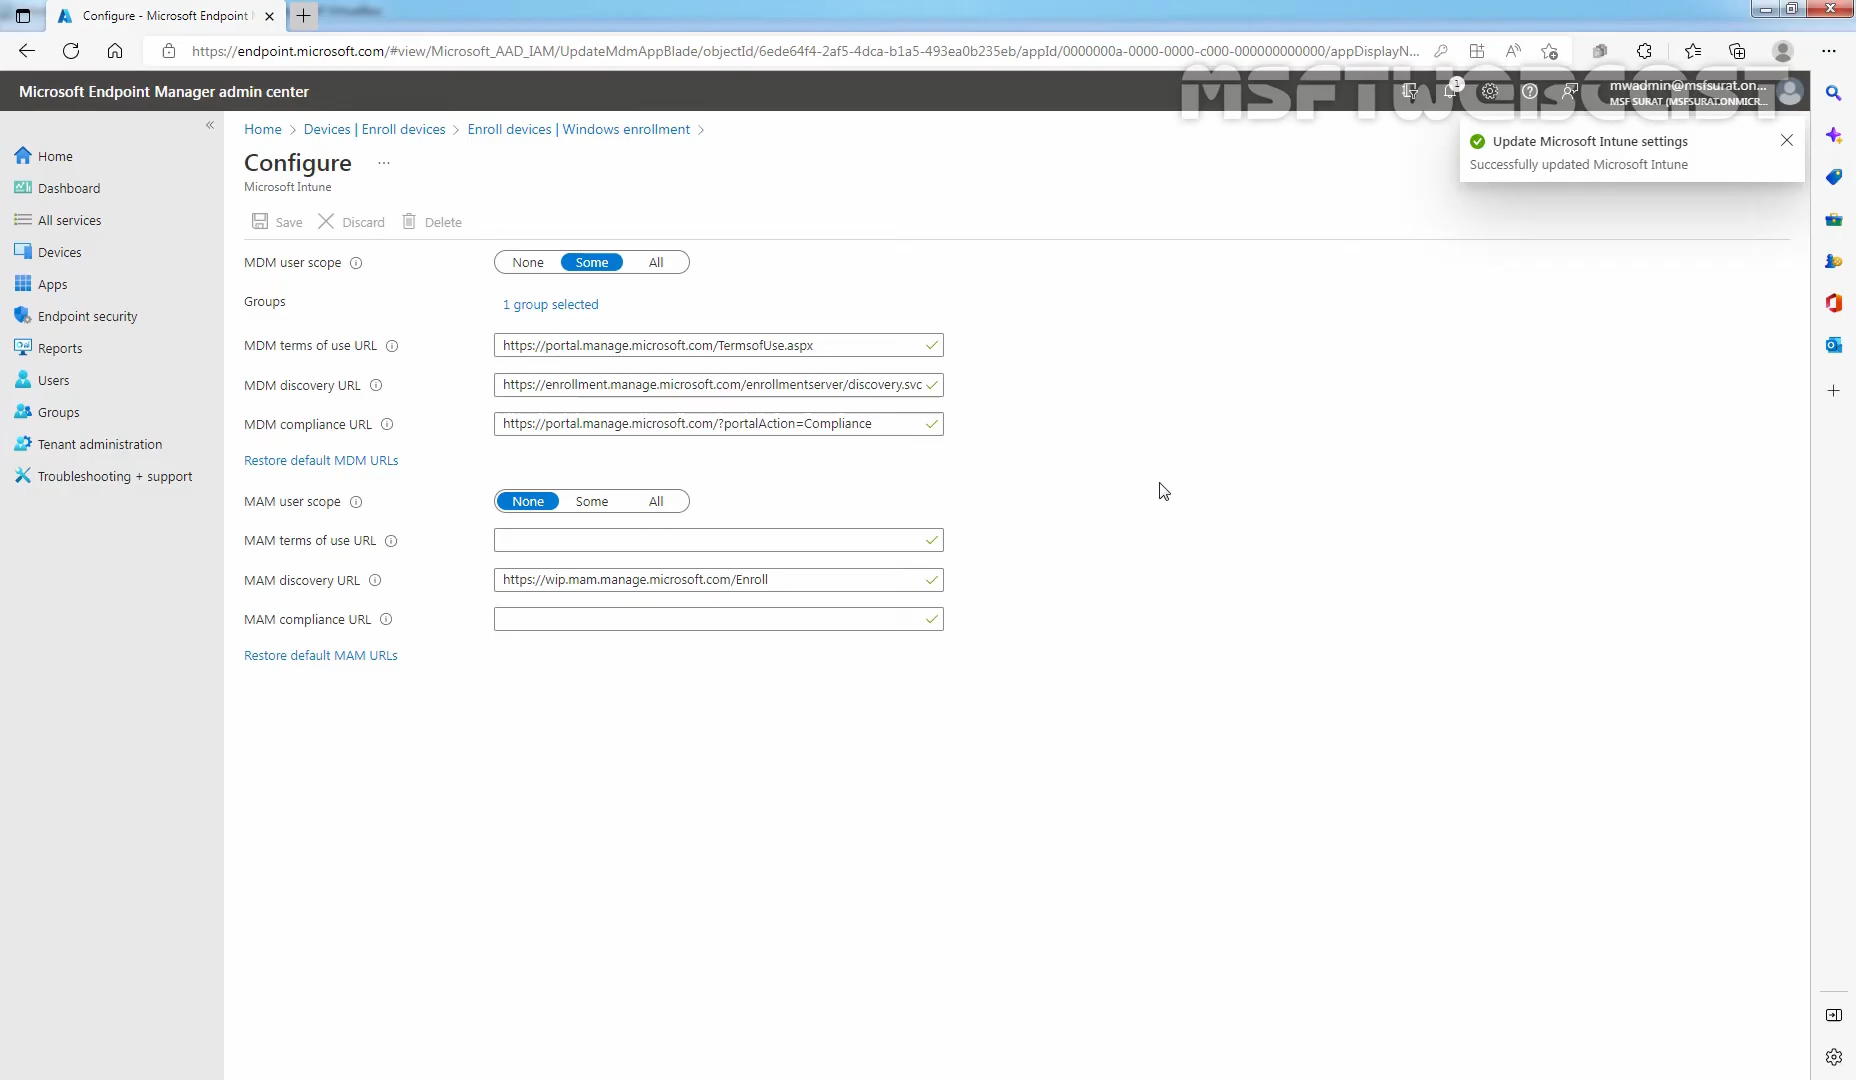 Configure - Microsoft Endpoint
https://endpoint.microsoft.com/#view/Microsoft_AAD_IAM/UpdateMdmAppBlade/objectId/6ede64f4-2af5-4dca-b1a5-493ea0b235eb/appId/0000000a-0000-0000-c000-000000000000/appDisplayN...
MSFTWEBCAST
Microsoft Endpoint Manager admin center
1
mwadmin@msfsurat.on...
MSF SURAT (MSFSURAT.ONMICR...
Home > Devices | Enroll devices > Enroll devices | Windows enrollment >
Update Microsoft Intune settings
Successfully updated Microsoft Intune
Home
Dashboard
All services
Devices
Apps
Endpoint security
Reports
Users
Groups
Tenant administration
Troubleshooting + support
Configure ...
Microsoft Intune
Save Discard Delete
MDM user scope None Some All
Groups 1 group selected
MDM terms of use URL https://portal.manage.microsoft.com/TermsofUse.aspx
MDM discovery URL https://enrollment.manage.microsoft.com/enrollmentserver/discovery.svc
MDM compliance URL https://portal.manage.microsoft.com/?portalAction=Compliance
Restore default MDM URLs
MAM user scope None Some All
MAM terms of use URL
MAM discovery URL https://wip.mam.manage.microsoft.com/Enroll
MAM compliance URL
Restore default MAM URLs